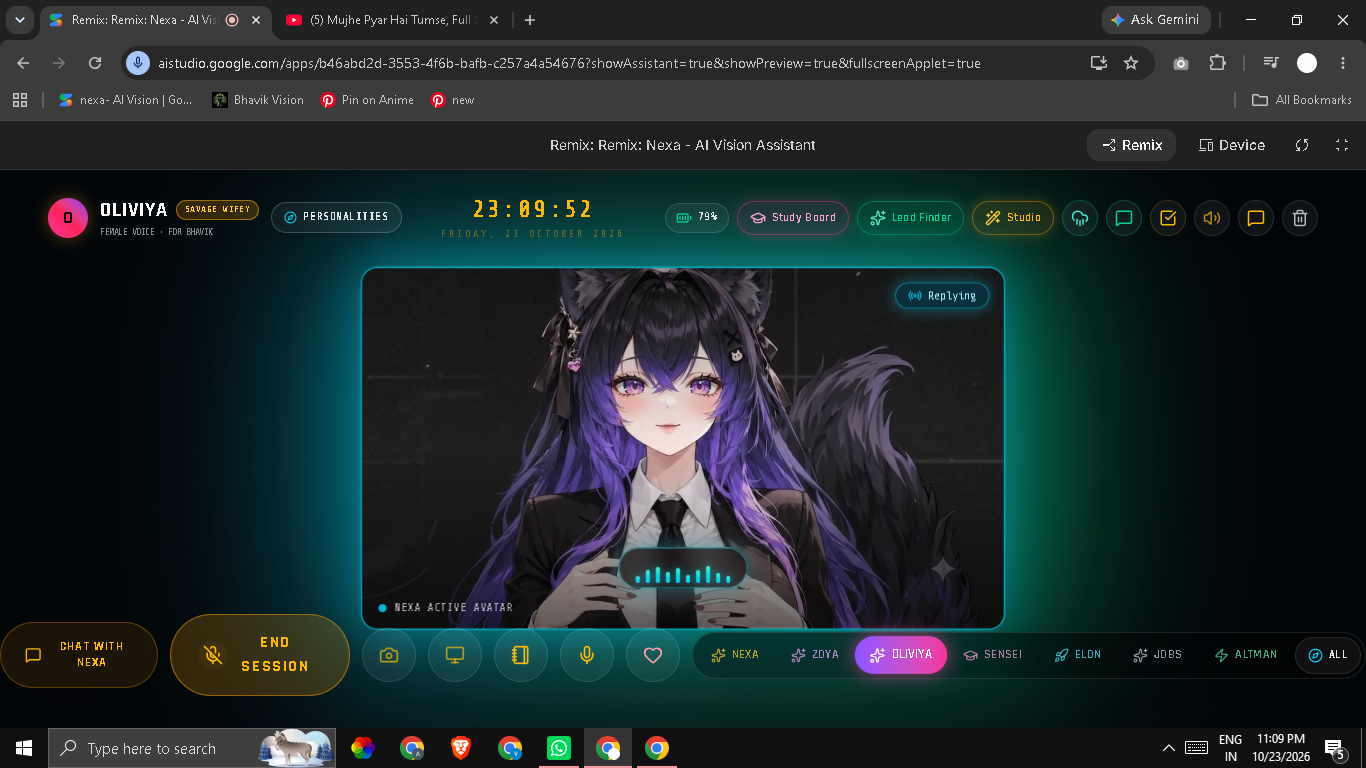 Remix: Remix: Nexa - AI Vi
(5) Mujhe Pyar Hai Tumse, Full
Ask Gemini
aistudio.google.com/apps/b46abd2d-3553-4f6b-bafb-c257a4a54676?showAssistant=true&showPreview=true&fullscreenApplet=true
nexa- AI Vision | Go...
Bhavik Vision
Pin on Anime
new
All Bookmarks
Remix: Remix: Nexa - AI Vision Assistant
Remix
Device
O
OLIVIYA
SAVAGE WIFEY
FEMALE VOICE · FOR BHAVIK
PERSONALITIES
23:09:52
FRIDAY, 23 OCTOBER 2026
79%
Study Board
Lead Finder
Studio
Replying
NEXA ACTIVE AVATAR
CHAT WITH
NEXA
END
SESSION
NEXA
ZOYA
OLIVIYA
SENSEI
ELON
JOBS
ALTMAN
ALL
Type here to search
A
Y
ENG
IN
11:09 PM
10/23/2026
5